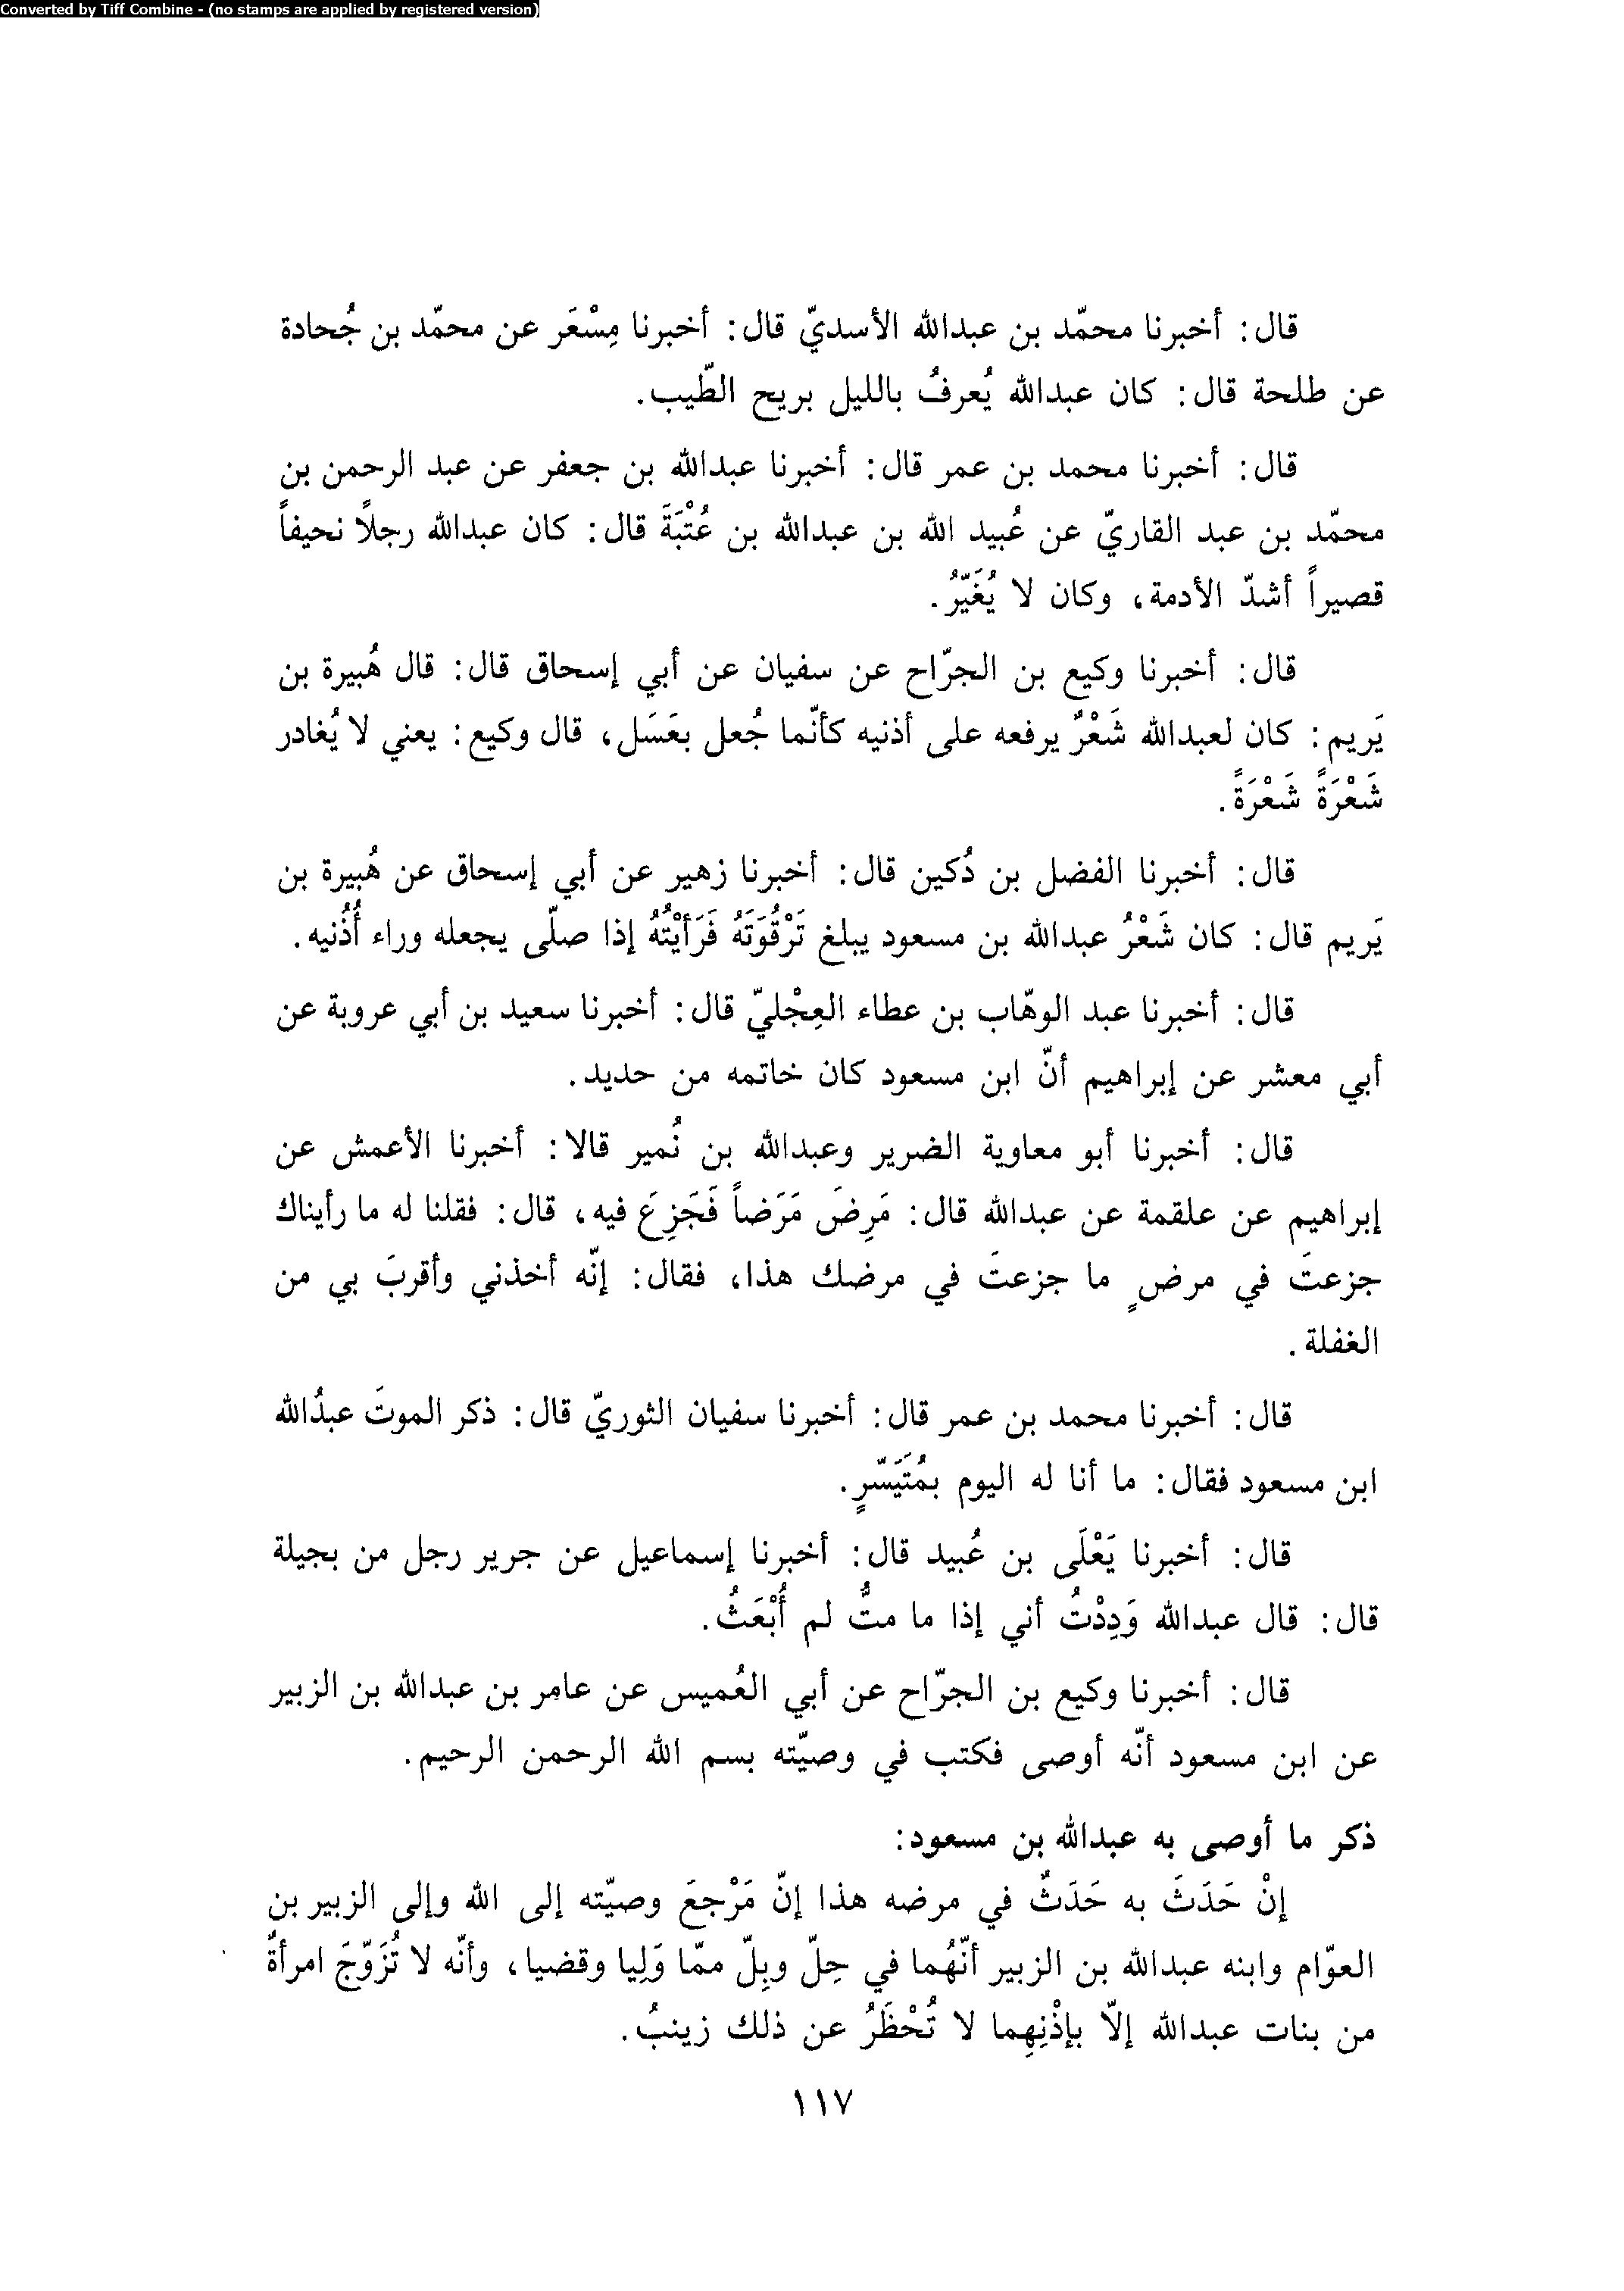 Converted by Tiff Combine - (no stamps are applied by registered version)
قال: أخبرنا محمّد بن عبدالله الأسديّ قال: أخبرنا مِسْعَر عن محمّد بن جُحادة
عن طلحة قال: كان عبدالله يُعرفُ بالليل بريح الطّيب.
قال: أخبرنا محمد بن عمر قال: أخبرنا عبدالله بن جعفر عن عبد الرحمن بن
محمّد بن عبد القاريّ عن عُبيد الله بن عبدالله بن عُتْبَةَ قال: كان عبدالله رجلاً نحيفاً
قصيراً أشدّ الأدمة، وكان لا يُغَيّرُ.
قال: أخبرنا وكيع بن الجرّاح عن سفيان عن أبي إسحاق قال: قال هُبيرة بن
يَريم: كان لعبدالله شَعْرٌ يرفعه على أذنيه كأنّما جُعل بعَسَل، قال وكيع: يعني لا يُغادر
شَعْرَةً شَعْرَةً.
قال: أخبرنا الفضل بن دُكين قال: أخبرنا زهير عن أبي إسحاق عن هُبيرة بن
يَريم قال: كان شَعْرُ عبدالله بن مسعود يبلغ تَرْقُوَتَهُ فَرَأيْتُهُ إذا صلّى يجعله وراء أُذُنيه.
قال: أخبرنا عبد الوهّاب بن عطاء العِجْليّ قال: أخبرنا سعيد بن أبي عروبة عن
أبي معشر عن إبراهيم أنّ ابن مسعود كان خاتمه من حديد.
قال: أخبرنا أبو معاوية الضرير وعبدالله بن نُمير قالا: أخبرنا الأعمش عن
إبراهيم عن علقمة عن عبدالله قال: مَرِضَ مَرَضاً فَجَزِعَ فيه، قال: فقلنا له ما رأيناك
جزعتَ في مرضٍ ما جزعتَ في مرضك هذا، فقال: إنّه أخذني وأقربَ بي من
الغفلة.
قال: أخبرنا محمد بن عمر قال: أخبرنا سفيان الثوريّ قال: ذكر الموتَ عبدُالله
ابن مسعود فقال: ما أنا له اليوم بمُتَيَسّرٍ.
قال: أخبرنا يَعْلَى بن عُبيد قال: أخبرنا إسماعيل عن جرير رجل من بجيلة
قال: قال عبدالله وَدِدْتُ أني إذا ما متُّ لم أُبْعَثُ.
قال: أخبرنا وكيع بن الجرّاح عن أبي العُميس عن عامر بن عبدالله بن الزبير
عن ابن مسعود أنّه أوصى فكتب في وصيّته بسم الله الرحمن الرحيم.
ذكر ما أوصى به عبدالله بن مسعود:
إنْ حَدَثَ به حَدَثٌ في مرضه هذا إنّ مَرْجعَ وصيّته إلى الله وإلى الزبير بن
العوّام وابنه عبدالله بن الزبير أنّهُما في حِلّ وبِلّ ممّا وَلِيا وقضيا، وأنّه لا تُزَوّجَ امرأةٌ
من بنات عبدالله إلاّ بإذْنِهِما لا تُحْظَرُ عن ذلك زينبُ.
١١٧